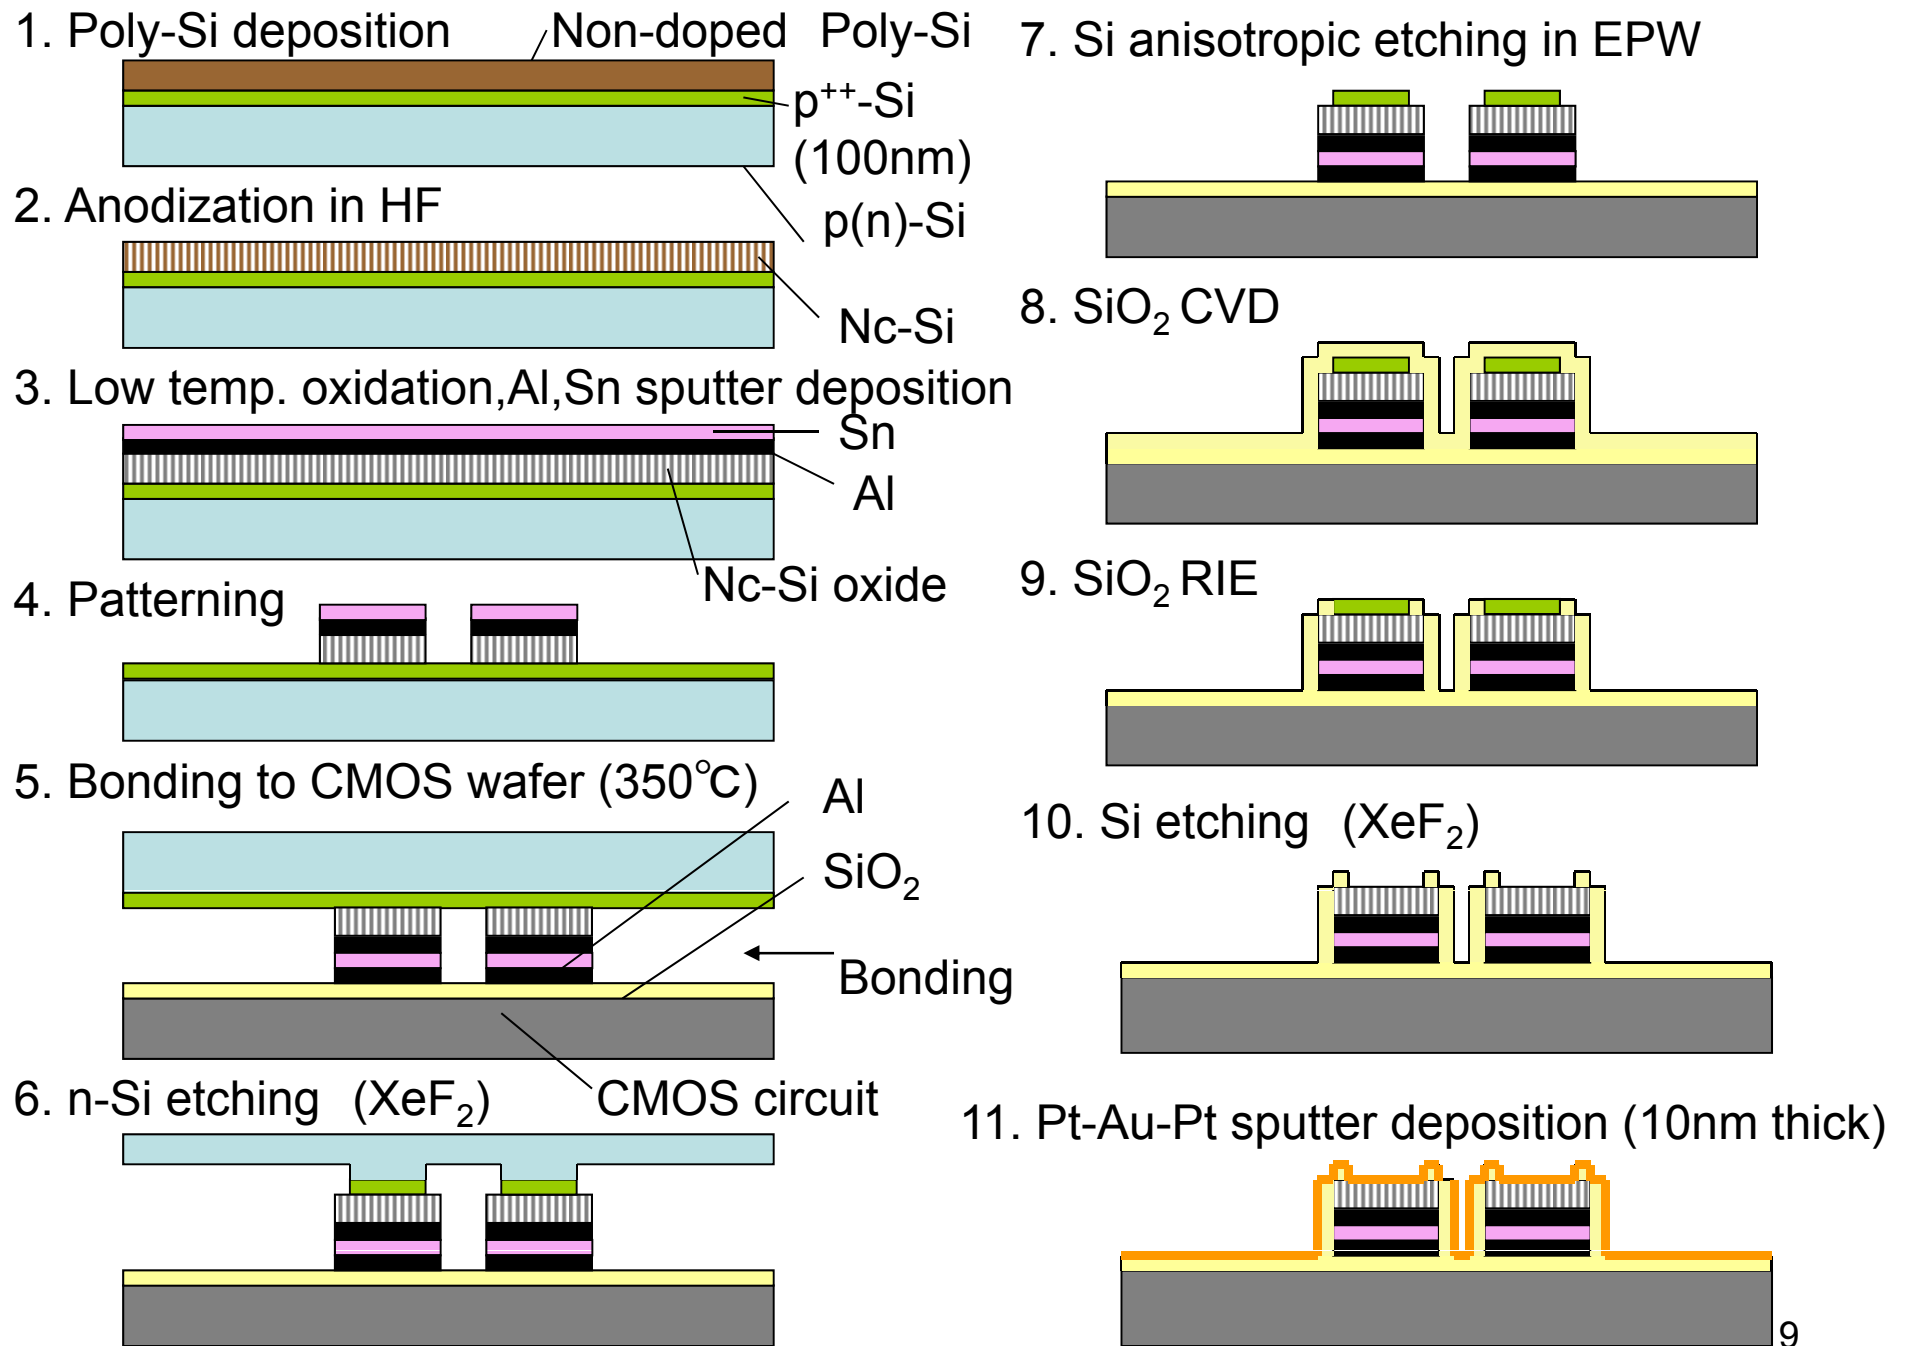 1. Poly-Si deposition
Non-doped Poly-Si
p++-Si
(100nm)
p(n)-Si
2. Anodization in HF
Nc-Si
3. Low temp. oxidation,Al,Sn sputter deposition
Sn
Al
Nc-Si oxide
4. Patterning
5. Bonding to CMOS wafer (350℃)
Al
SiO2
Bonding
CMOS circuit
6. n-Si etching (XeF2)
7. Si anisotropic etching in EPW
8. SiO2 CVD
9. SiO2 RIE
10. Si etching (XeF2)
11. Pt-Au-Pt sputter deposition (10nm thick)
9